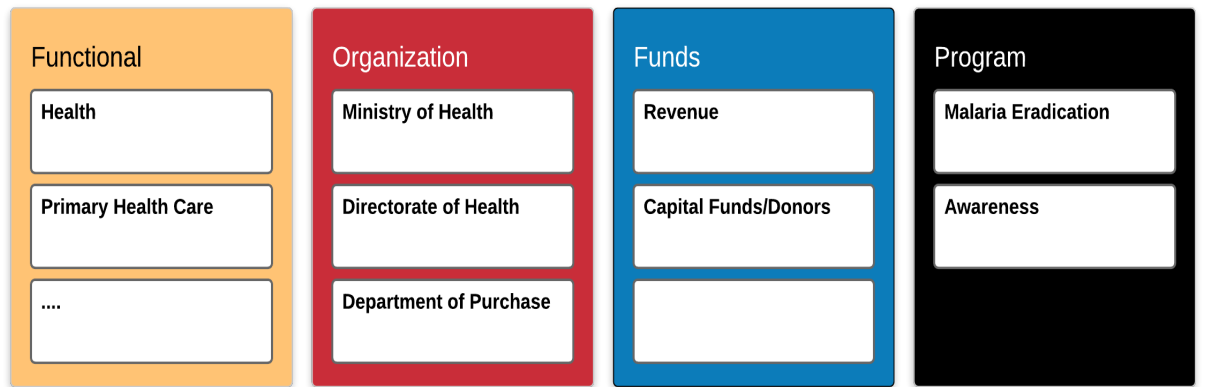 Functional
Health
Primary Health Care
....
Organization
Ministry of Health
Directorate of Health
Department of Purchase
Funds
Revenue
Capital Funds/Donors
Program
Malaria Eradication
Awareness